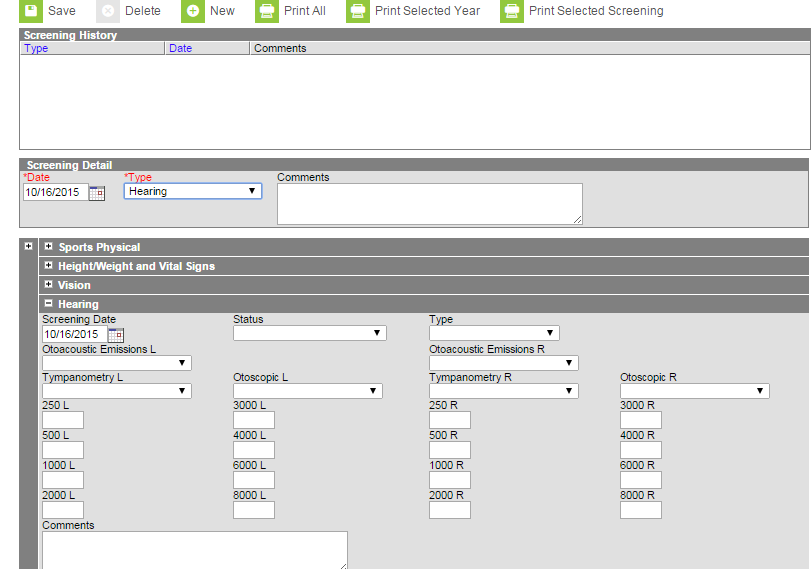 Save Delete New Print All Print Selected Year Print Selected Screening
Screening History
Type Date Comments
Screening Detail
*Date *Type Comments
10/16/2015 Hearing
Sports Physical
Height/Weight and Vital Signs
Vision
Hearing
Screening Date Status Type
10/16/2015
Otoacoustic Emissions L Otoacoustic Emissions R
Tympanometry L Otoscopic L Tympanometry R Otoscopic R
250 L 3000 L 250 R 3000 R
500 L 4000 L 500 R 4000 R
1000 L 6000 L 1000 R 6000 R
2000 L 8000 L 2000 R 8000 R
Comments